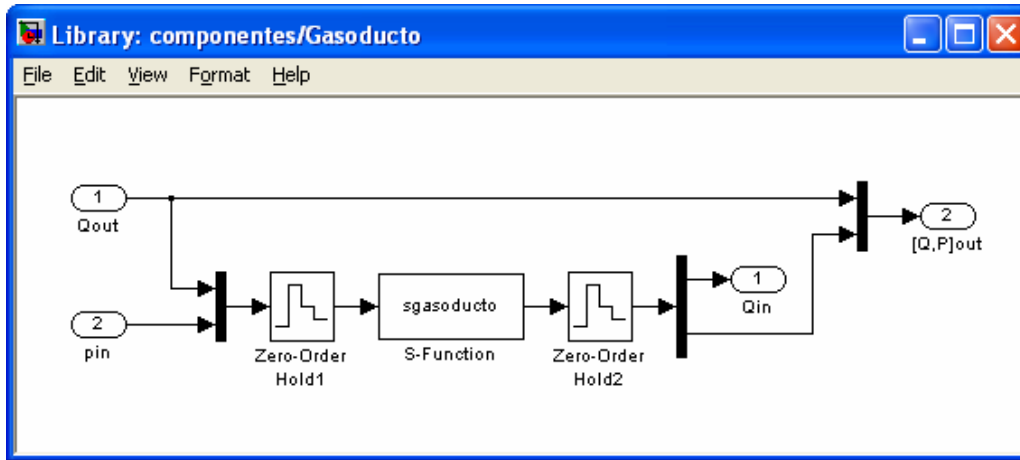 Library: componentes/Gasoducto
File Edit View Format Help
1
Qout
2
pin
Zero-Order
Hold1
sgasoducto
S-Function
Zero-Order
Hold2
1
Qin
2
[Q,P]out